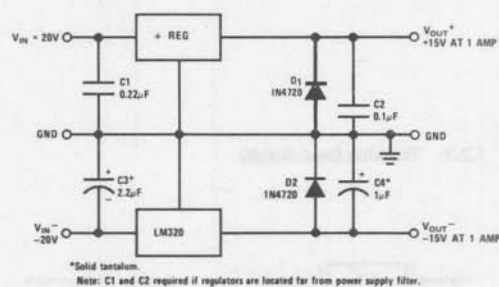 VIN = 20V
+ REG
VOUT+
+15V AT 1 AMP
C1
0.22µF
D1
IN4720
C2
0.1µF
GND
GND
C3*
2.2µF
+
−
D2
1N4720
+
C4*
1µF
VIN−
−20V
LM320
VOUT−
−15V AT 1 AMP
*Solid tantalum.
Note: C1 and C2 required if regulators are located far from power supply filter.